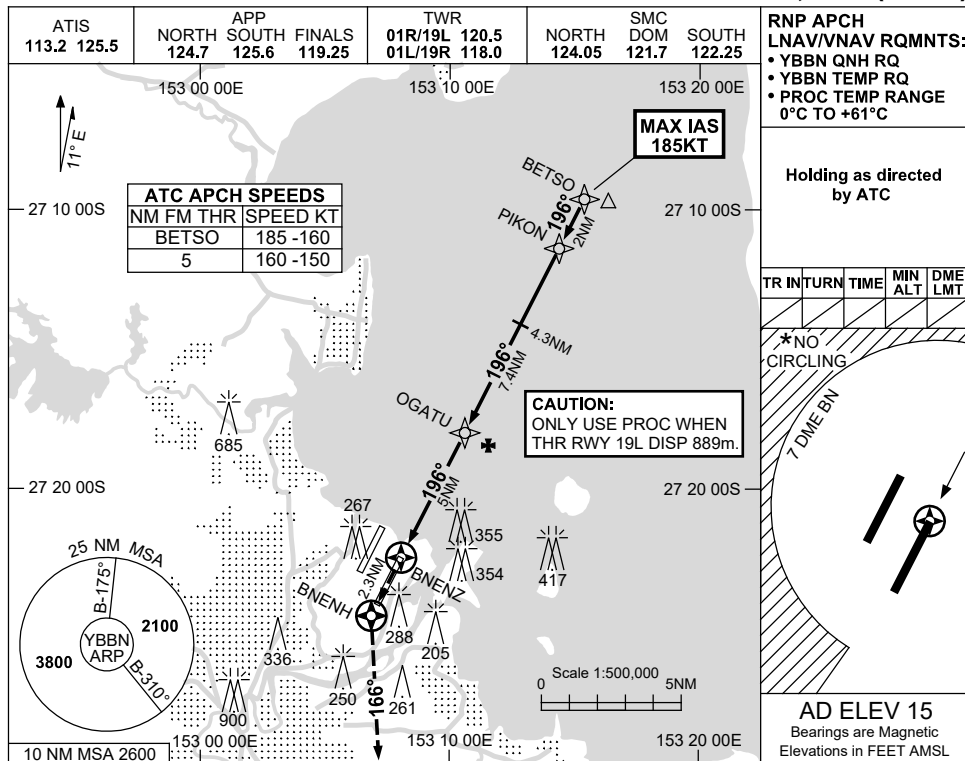 ATIS
113.2 125.5
APP
NORTH SOUTH FINALS
124.7 125.6 119.25
TWR
01R/19L 120.5
01L/19R 118.0
SMC
NORTH DOM SOUTH
124.05 121.7 122.25
RNP APCH
LNAV/VNAV RQMNTS:
• YBBN QNH RQ
• YBBN TEMP RQ
• PROC TEMP RANGE
0°C TO +61°C
153 00 00E
153 10 00E
153 20 00E
11° E
MAX IAS
185KT
Holding as directed
by ATC
ATC APCH SPEEDS
NM FM THR SPEED KT
BETSO 185 -160
5 160 -150
27 10 00S
BETSO
196°
2NM
PIKON
27 10 00S
TR IN TURN TIME MIN ALT DME LMT
4.3NM
196°
7.4NM
*NO
CIRCLING
7 DME BN
OGATU
CAUTION:
ONLY USE PROC WHEN
THR RWY 19L DISP 889m.
685
27 20 00S
196°
5NM
27 20 00S
267
355
354
417
BNENZ
2.3NM
BNENH
288
205
336
250
261
900
166°
25 NM MSA
B-175°
2100
YBBN
ARP
3800
B-310°
Scale 1:500,000
0 5NM
10 NM MSA 2600
153 00 00E
153 10 00E
153 20 00E
AD ELEV 15
Bearings are Magnetic
Elevations in FEET AMSL